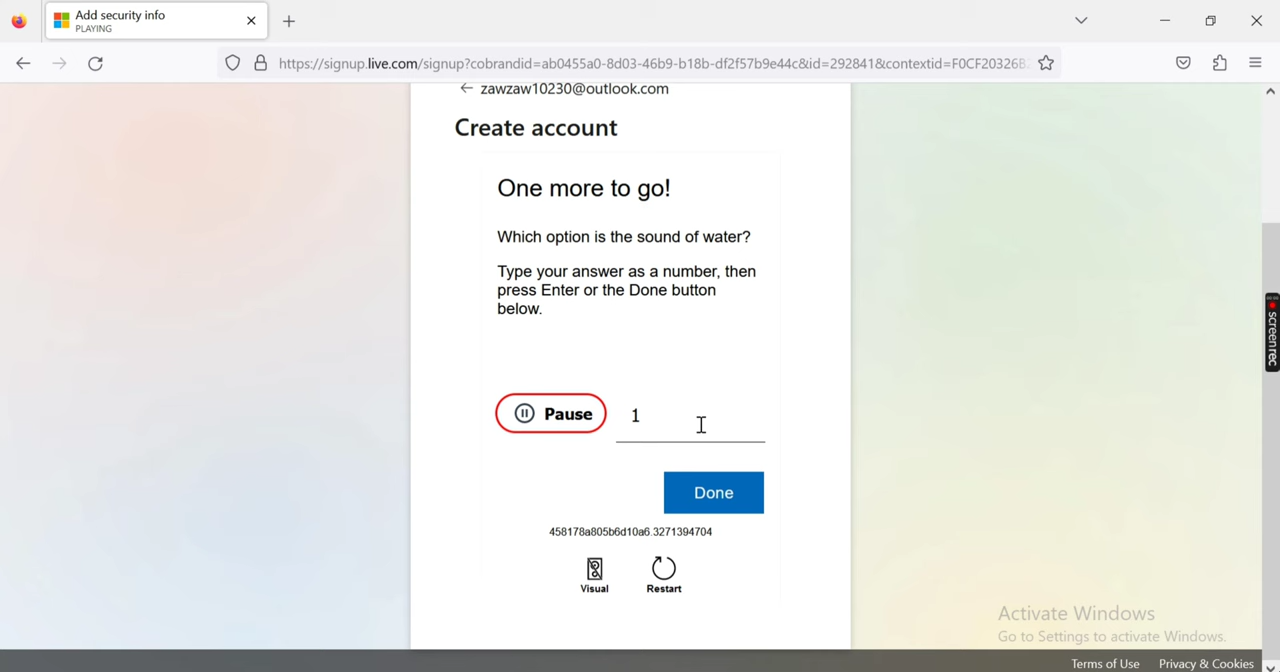 Add security info
PLAYING
https://signup.live.com/signup?cobrandid=ab0455a0-8d03-46b9-b18b-df2f57b9e44c&id=292841&contextid=F0CF20326B
zawzaw10230@outlook.com
Create account
One more to go!
Which option is the sound of water?
Type your answer as a number, then
press Enter or the Done button
below.
Pause
1
Done
458178a805b6d10a6.3271394704
Visual
Restart
screenrec
Activate Windows
Go to Settings to activate Windows.
Terms of Use
Privacy & Cookies